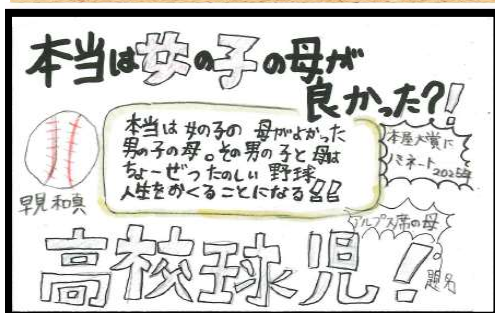 本当は女の子の母が
良かった?!
本当は女の子の母がよかった
男の子の母。その男の子と母は
ちょーぜつたのしい野球
人生をおくることになる!!
本屋大賞に
ノミネート2025年
早見和真
アルプス席の母
題名
高校球児!